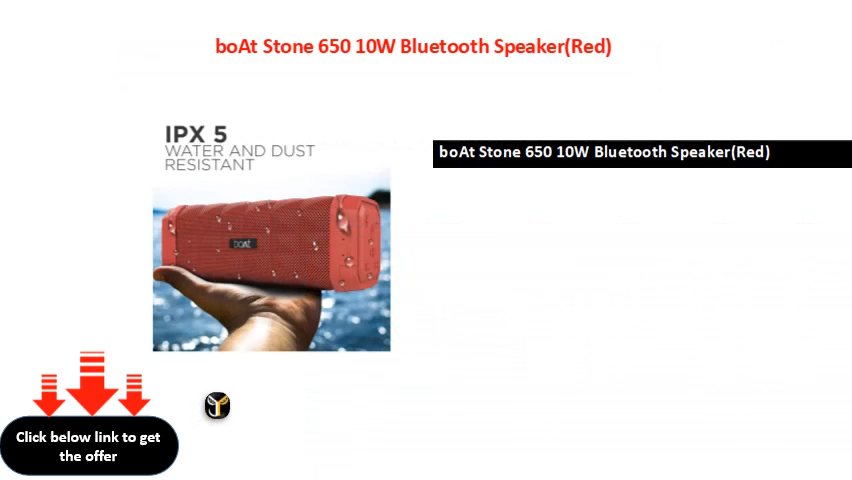 boAt Stone 650 10W Bluetooth Speaker(Red)
IPX 5
WATER AND DUST
RESISTANT
boAt Stone 650 10W Bluetooth Speaker(Red)
boAt
Click below link to get
the offer